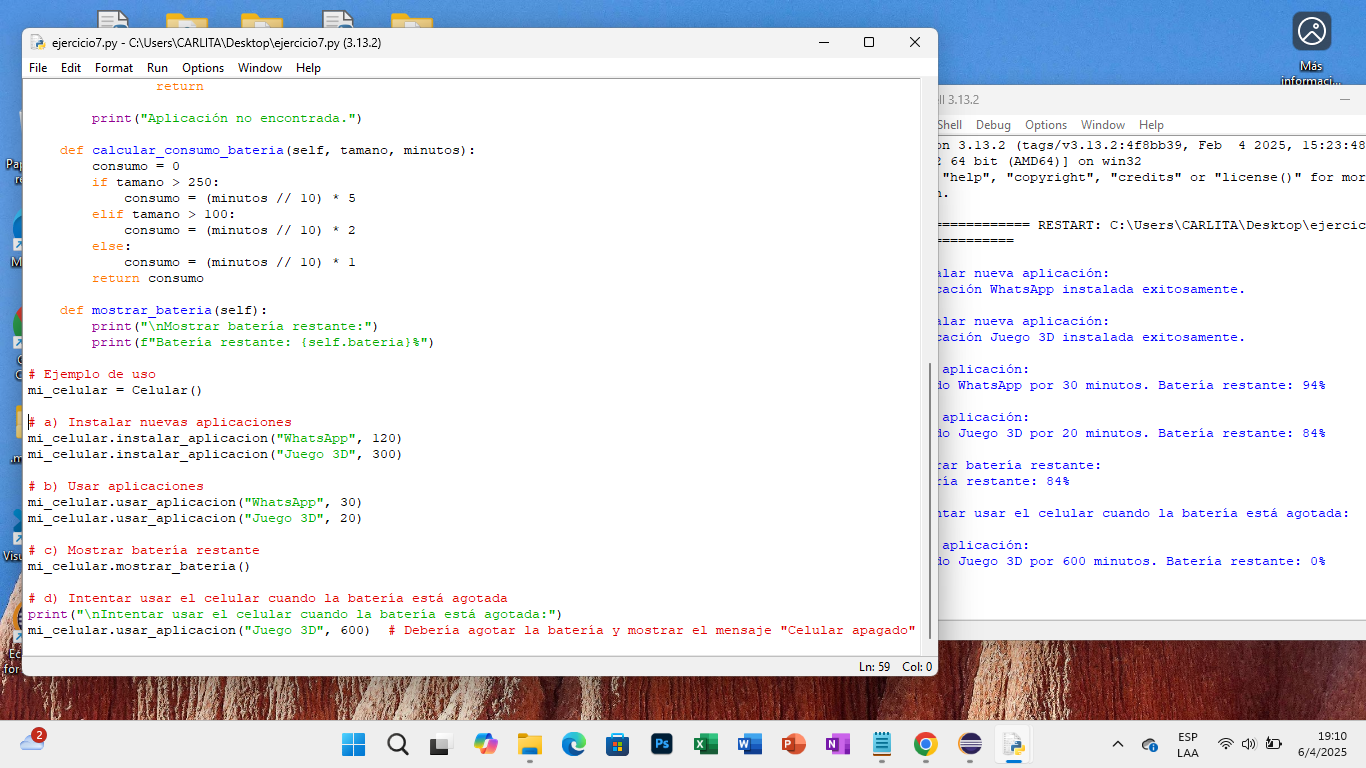 Más
informaci...
ejercicio7.py - C:\Users\CARLITA\Desktop\ejercicio7.py (3.13.2)
File Edit Format Run Options Window Help
return
print("Aplicación no encontrada.")
def calcular_consumo_bateria(self, tamano, minutos):
consumo = 0
if tamano > 250:
consumo = (minutos // 10) * 5
elif tamano > 100:
consumo = (minutos // 10) * 2
else:
consumo = (minutos // 10) * 1
return consumo
def mostrar_bateria(self):
print("\nMostrar batería restante:")
print(f"Batería restante: {self.bateria}%")
# Ejemplo de uso
mi_celular = Celular()
# a) Instalar nuevas aplicaciones
mi_celular.instalar_aplicacion("WhatsApp", 120)
mi_celular.instalar_aplicacion("Juego 3D", 300)
# b) Usar aplicaciones
mi_celular.usar_aplicacion("WhatsApp", 30)
mi_celular.usar_aplicacion("Juego 3D", 20)
# c) Mostrar batería restante
mi_celular.mostrar_bateria()
# d) Intentar usar el celular cuando la batería está agotada
print("\nIntentar usar el celular cuando la batería está agotada:")
mi_celular.usar_aplicacion("Juego 3D", 600)  # Debería agotar la batería y mostrar el mensaje "Celular apagado"
Ln: 59 Col: 0
ll 3.13.2
Shell Debug Options Window Help
on 3.13.2 (tags/v3.13.2:4f8bb39, Feb  4 2025, 15:23:48
2 64 bit (AMD64)] on win32
"help", "copyright", "credits" or "license()" for mor
n.
============ RESTART: C:\Users\CARLITA\Desktop\ejercic
==========
alar nueva aplicación:
cación WhatsApp instalada exitosamente.
alar nueva aplicación:
cación Juego 3D instalada exitosamente.
aplicación:
do WhatsApp por 30 minutos. Batería restante: 94%
aplicación:
do Juego 3D por 20 minutos. Batería restante: 84%
rar batería restante:
ría restante: 84%
ntar usar el celular cuando la batería está agotada:
aplicación:
do Juego 3D por 600 minutos. Batería restante: 0%
2
Ps
ESP
LAA
19:10
6/4/2025